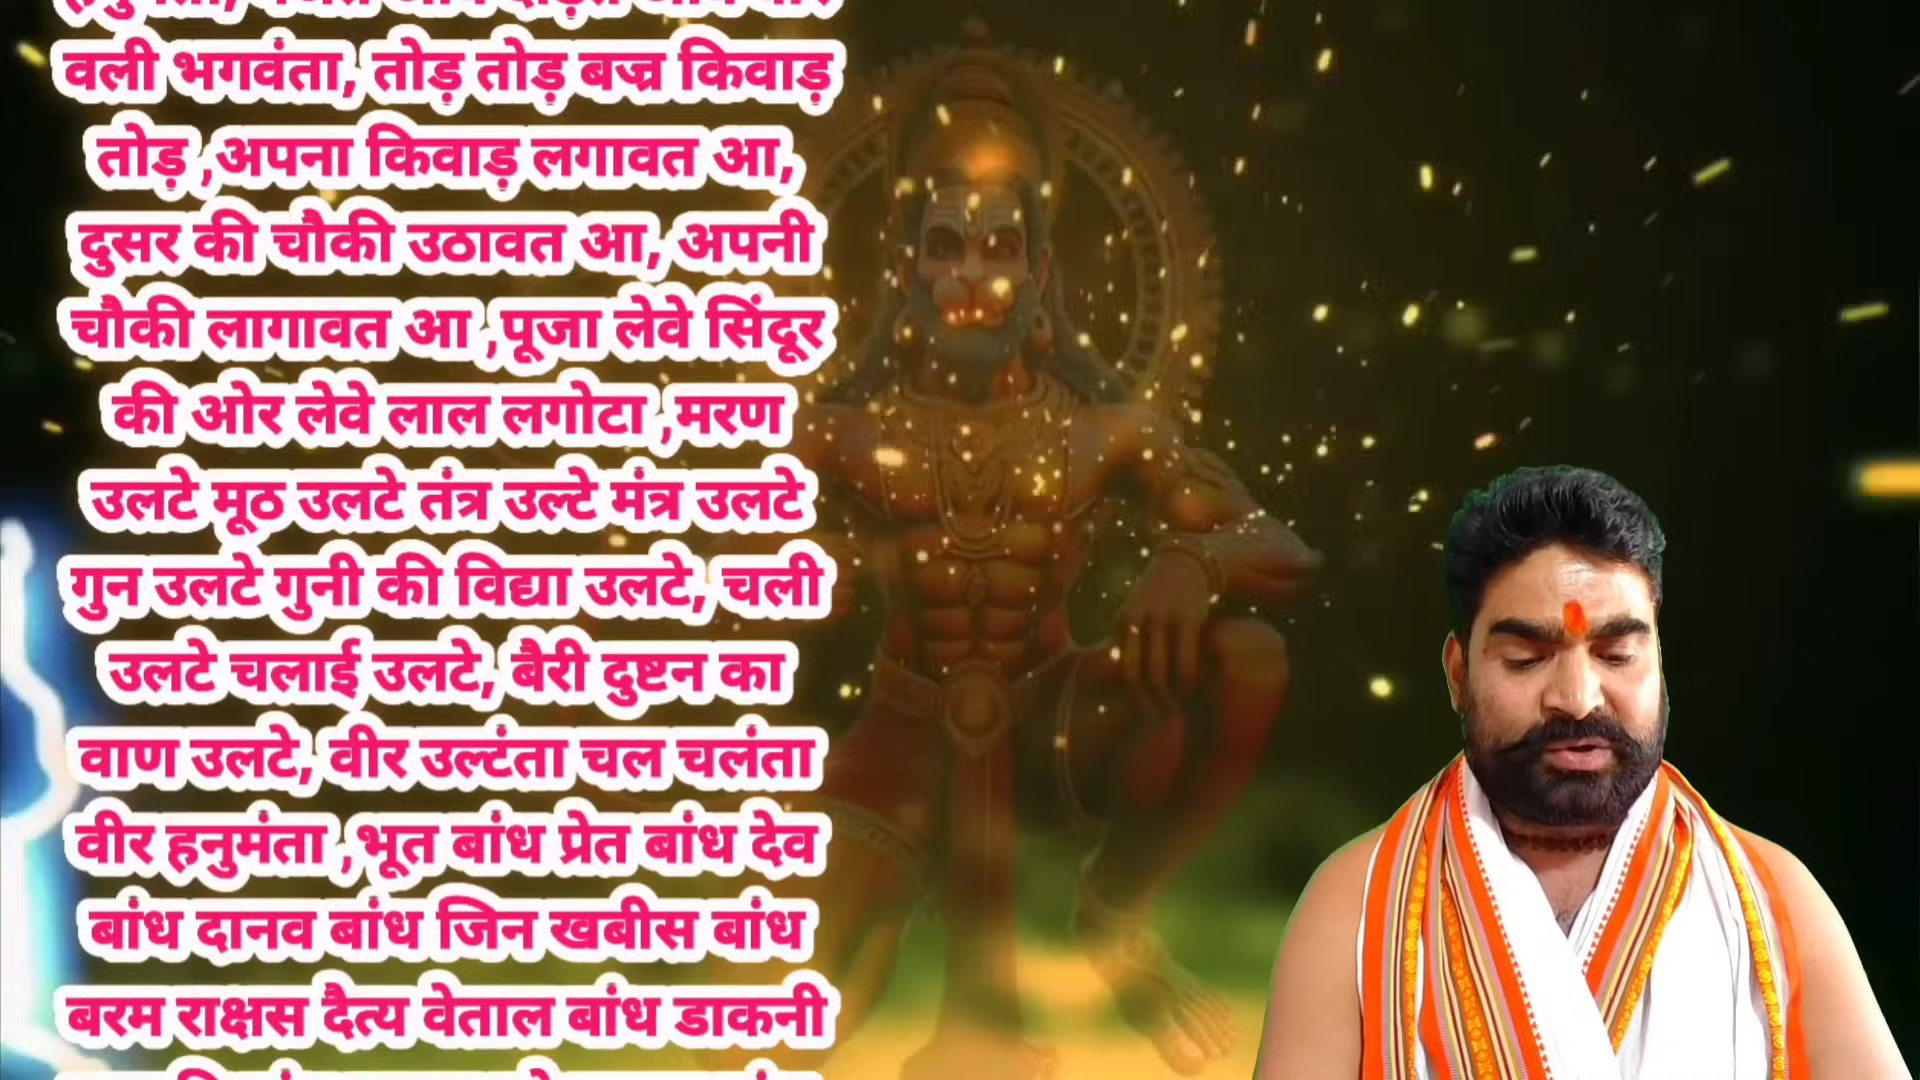 वली भगवंता, तोड़ तोड़ बज्र किवाड़
तोड़ ,अपना किवाड़ लगावत आ,
दुसर की चौकी उठावत आ, अपनी
चौकी लागावत आ ,पूजा लेवे सिंदूर
की ओर लेवे लाल लगोटा ,मरण
उलटे मूठ उलटे तंत्र उल्टे मंत्र उलटे
गुन उलटे गुनी की विद्या उलटे, चली
उलटे चलाई उलटे, बैरी दुष्टन का
वाण उलटे, वीर उल्टंता चल चलंता
वीर हनुमंता ,भूत बांध प्रेत बांध देव
बांध दानव बांध जिन खबीस बांध
बरम राक्षस दैत्य वेताल बांध डाकनी